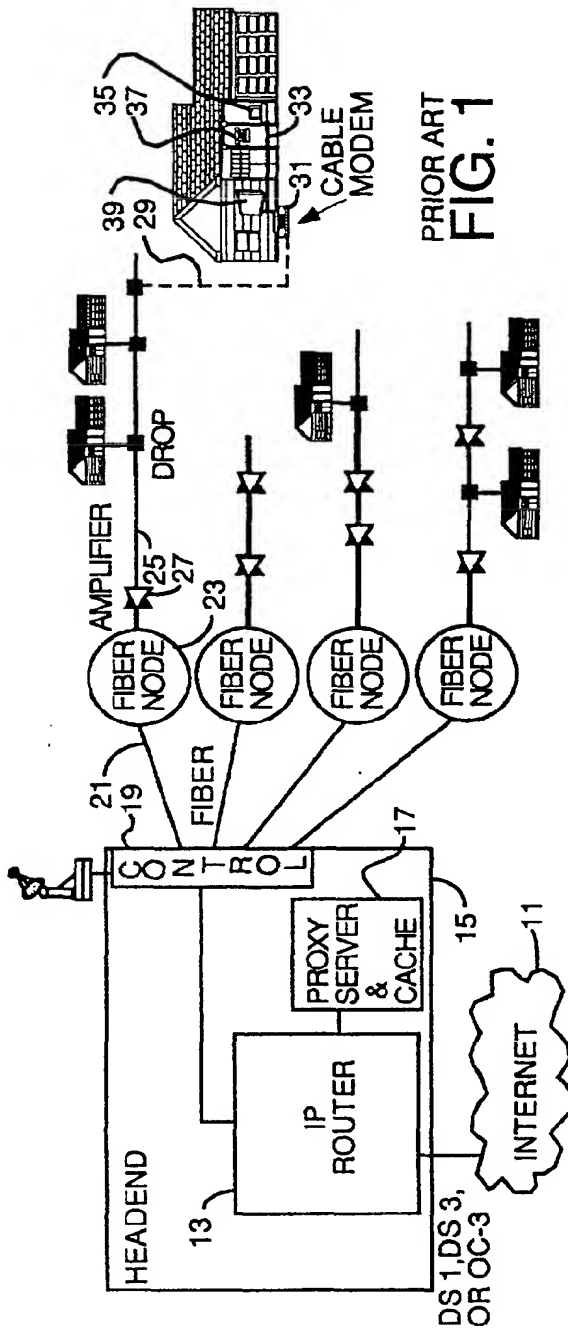 HEADEND
13
IP
ROUTER
PROXY
SERVER
&
CACHE
17
15
CONTROL
19
21
FIBER
DS 1,DS 3,
OR OC-3
INTERNET
11
FIBER
NODE
FIBER
NODE
FIBER
NODE
FIBER
NODE
23
AMPLIFIER
25
27
DROP
29
39
35
37
33
31
CABLE
MODEM
PRIOR ART
FIG. 1